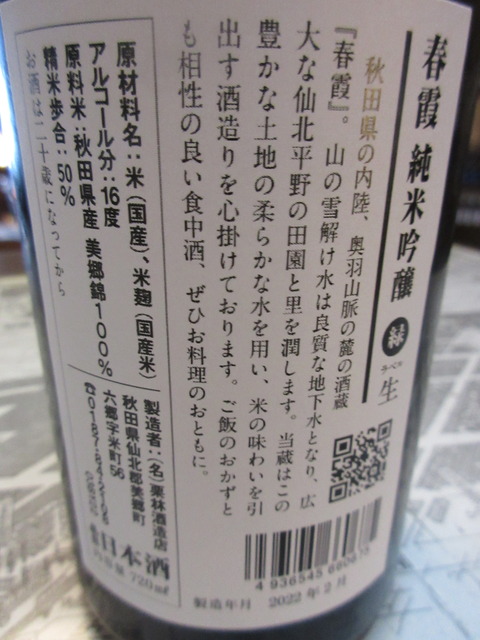 春霞 純米吟醸 緑ラベル 生
秋田県の内陸、奥羽山脈の麓の酒蔵
『春霞』。山の雪解け水は良質な地下水となり、広
大な仙北平野の田園と里を潤します。当蔵はこの
豊かな土地の柔らかな水を用い、米の味わいを引
出す酒造りを心掛けております。ご飯のおかずと
も相性の良い食中酒、ぜひお料理のおともに。
原材料名：米（国産）、米麹（国産米）
アルコール分：16度
原料米：秋田県産 美郷錦100％
精米歩合：50％
お酒は二十歳になってから
製造者：（名）栗林酒造店
秋田県仙北郡美郷町
六郷字米町56
日本酒
内容量 720㎖
4936545680675
製造年月 2022年2月